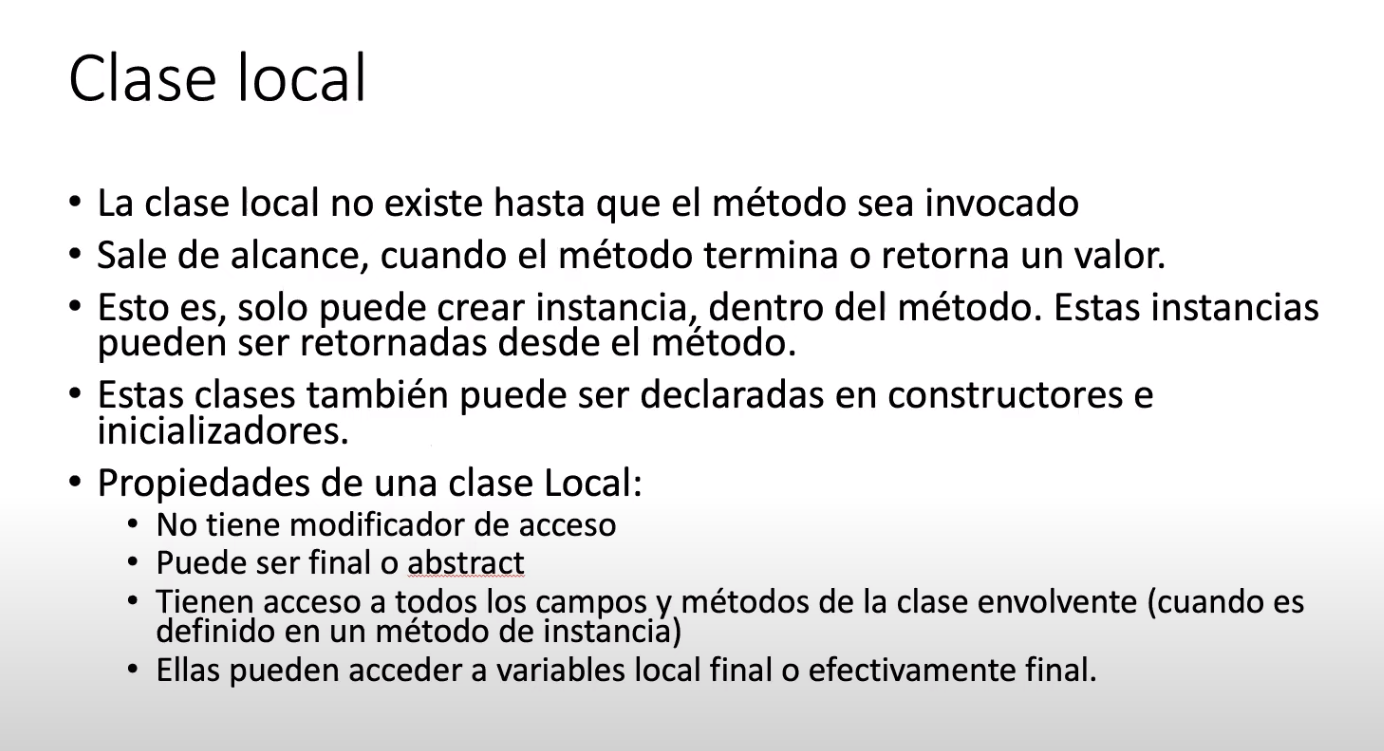 Clase local
• La clase local no existe hasta que el método sea invocado
• Sale de alcance, cuando el método termina o retorna un valor.
• Esto es, solo puede crear instancia, dentro del método. Estas instancias
pueden ser retornadas desde el método.
• Estas clases también puede ser declaradas en constructores e
inicializadores.
• Propiedades de una clase Local:
• No tiene modificador de acceso
• Puede ser final o abstract
• Tienen acceso a todos los campos y métodos de la clase envolvente (cuando es
definido en un método de instancia)
• Ellas pueden acceder a variables local final o efectivamente final.